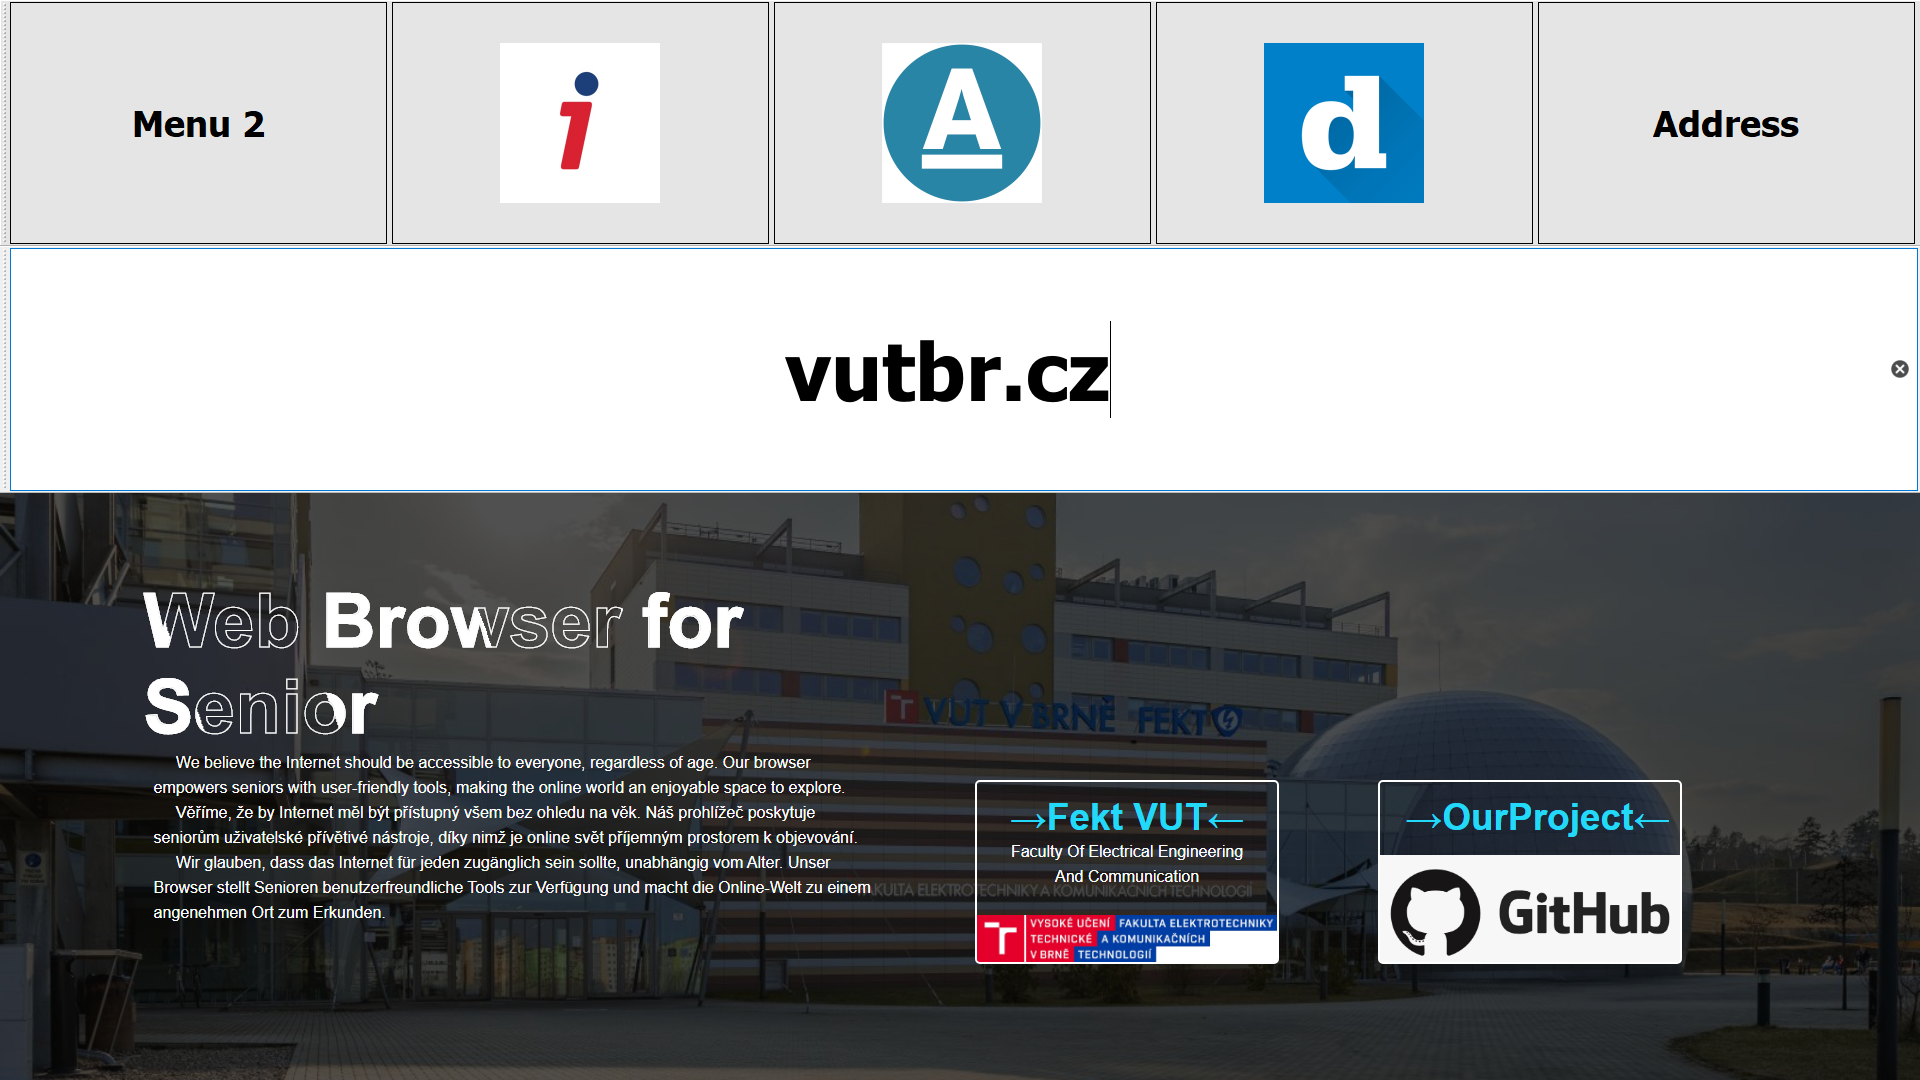 Menu 2
i
A
d
Address
vutbr.cz
Web Browser for
Senior
VUT V BRNĚ FEKT
We believe the Internet should be accessible to everyone, regardless of age. Our browser
empowers seniors with user-friendly tools, making the online world an enjoyable space to explore.
Věříme, že by Internet měl být přístupný všem bez ohledu na věk. Náš prohlížeč poskytuje
seniorům uživatelské přívětivé nástroje, díky nimž je online svět příjemným prostorem k objevování.
Wir glauben, dass das Internet für jeden zugänglich sein sollte, unabhängig vom Alter. Unser
Browser stellt Senioren benutzerfreundliche Tools zur Verfügung und macht die Online-Welt zu einem
angenehmen Ort zum Erkunden.
→Fekt VUT←
Faculty Of Electrical Engineering
And Communication
FAKULTA ELEKTROTECHNIKY A KOMUNIKAČNÍCH TECHNOLOGIÍ
VYSOKÉ UČENÍ FAKULTA ELEKTROTECHNIKY
TECHNICKÉ A KOMUNIKAČNÍCH
V BRNĚ TECHNOLOGIÍ
→OurProject←
GitHub